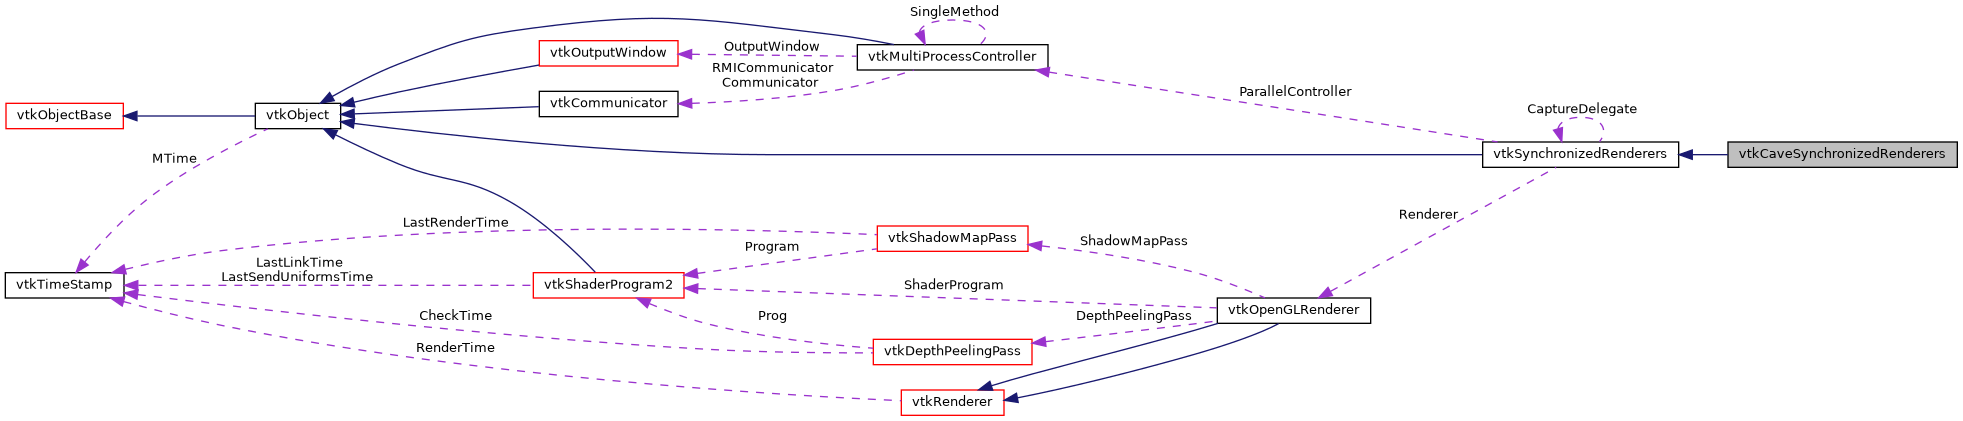 SingleMethod
vtkOutputWindow
OutputWindow
vtkMultiProcessController
RMICommunicator
Communicator
ParallelController
vtkCommunicator
CaptureDelegate
vtkObjectBase
vtkObject
vtkSynchronizedRenderers
vtkCaveSynchronizedRenderers
MTime
LastRenderTime
Renderer
vtkShadowMapPass
ShadowMapPass
Program
LastLinkTime
LastSendUniformsTime
vtkTimeStamp
vtkShaderProgram2
ShaderProgram
vtkOpenGLRenderer
CheckTime
Prog
DepthPeelingPass
RenderTime
vtkDepthPeelingPass
vtkRenderer